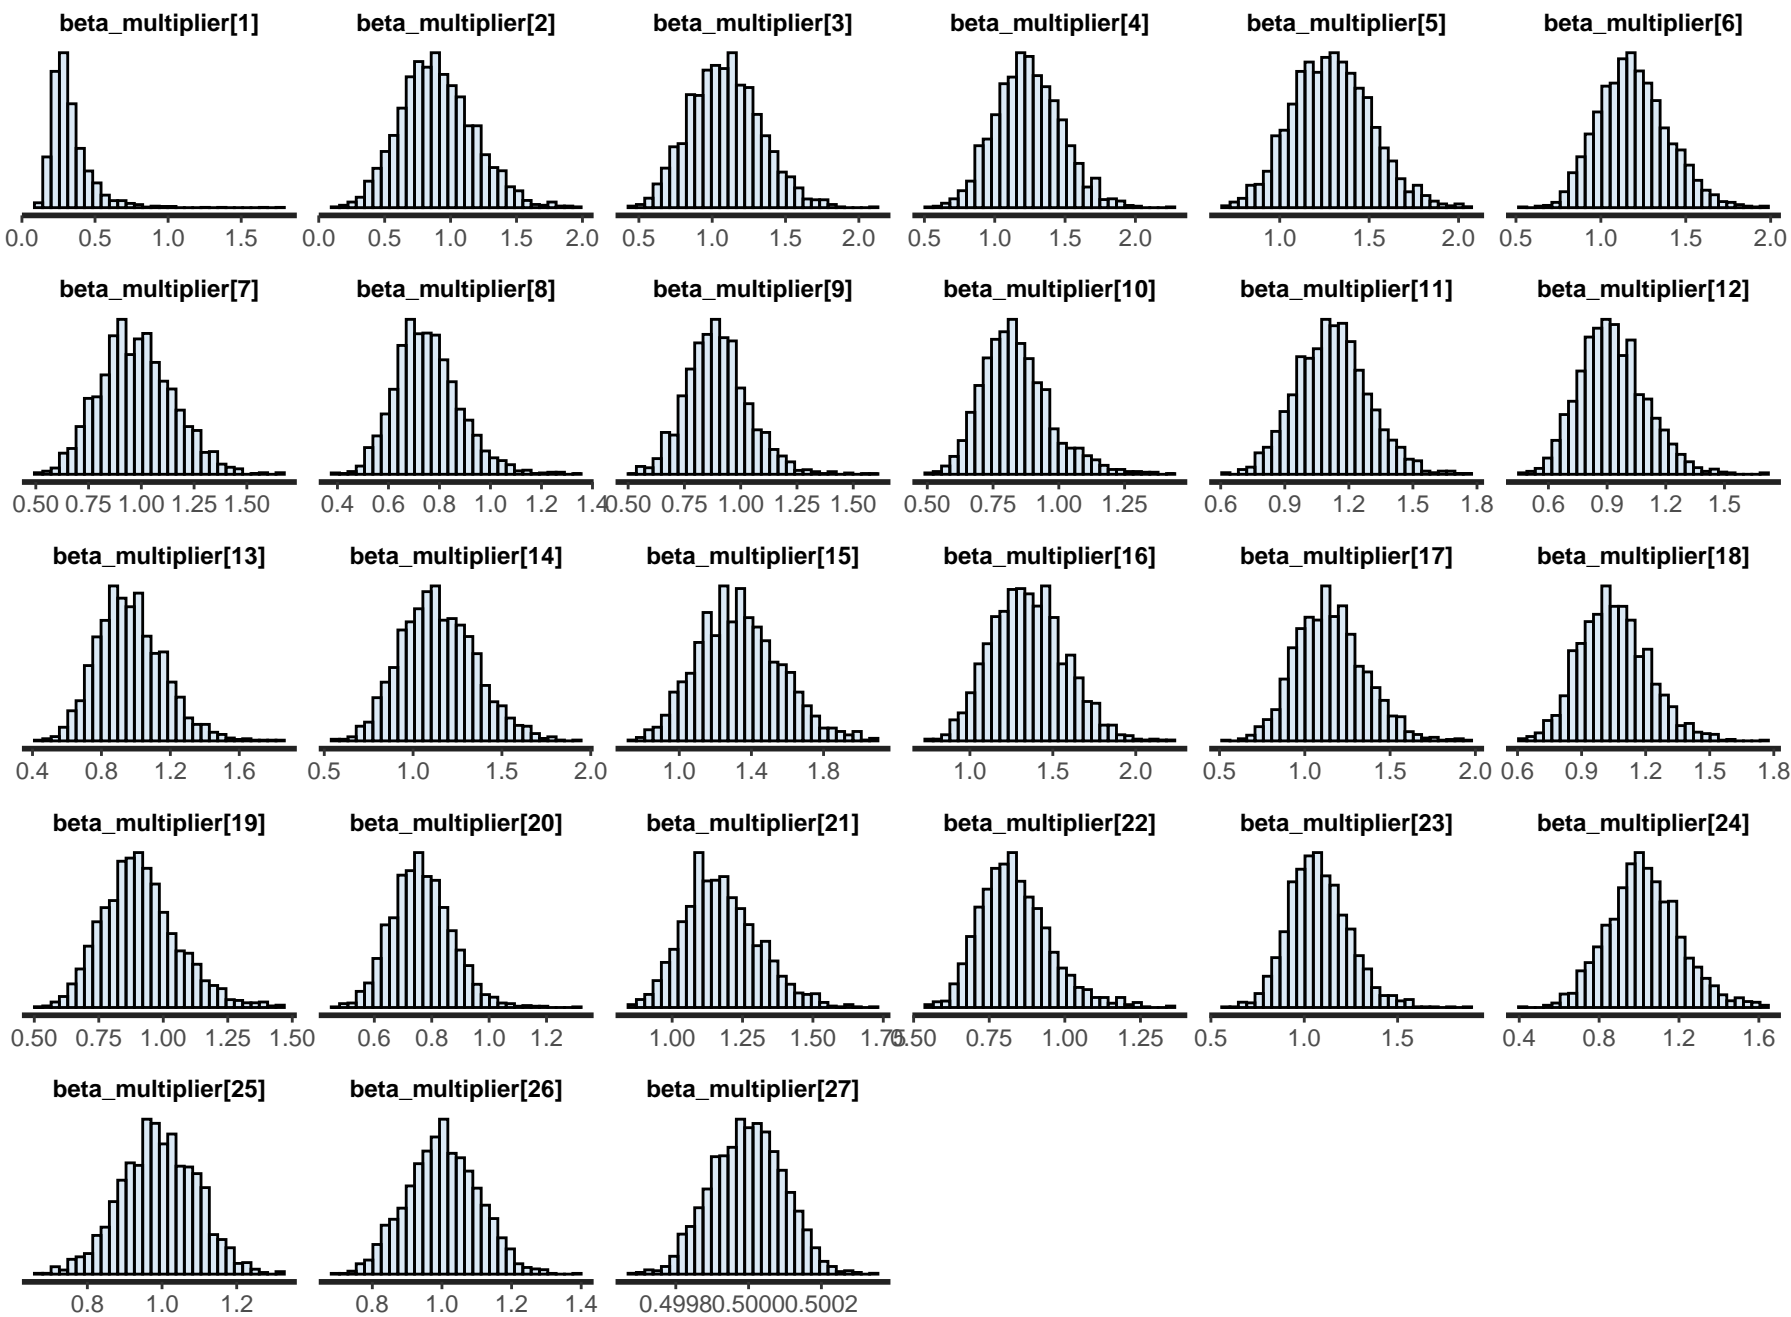 beta_multiplier[1] beta_multiplier[2] beta_multiplier[3] beta_multiplier[4] beta_multiplier[5] beta_multiplier[6]
0.0 0.5 1.0 1.5 0.0 0.5 1.0 1.5 2.0 0.5 1.0 1.5 2.0 0.5 1.0 1.5 2.0 1.0 1.5 2.0 0.5 1.0 1.5 2.0
beta_multiplier[7] beta_multiplier[8] beta_multiplier[9] beta_multiplier[10] beta_multiplier[11] beta_multiplier[12]
0.50 0.75 1.00 1.25 1.50 0.4 0.6 0.8 1.0 1.2 1.4 0.50 0.75 1.00 1.25 1.50 0.50 0.75 1.00 1.25 0.6 0.9 1.2 1.5 1.8 0.6 0.9 1.2 1.5
beta_multiplier[13] beta_multiplier[14] beta_multiplier[15] beta_multiplier[16] beta_multiplier[17] beta_multiplier[18]
0.4 0.8 1.2 1.6 0.5 1.0 1.5 2.0 1.0 1.4 1.8 1.0 1.5 2.0 0.5 1.0 1.5 2.0 0.6 0.9 1.2 1.5 1.8
beta_multiplier[19] beta_multiplier[20] beta_multiplier[21] beta_multiplier[22] beta_multiplier[23] beta_multiplier[24]
0.50 0.75 1.00 1.25 1.50 0.6 0.8 1.0 1.2 1.00 1.25 1.50 1.75 0.50 0.75 1.00 1.25 0.5 1.0 1.5 0.4 0.8 1.2 1.6
beta_multiplier[25] beta_multiplier[26] beta_multiplier[27]
0.8 1.0 1.2 0.8 1.0 1.2 1.4 0.4998 0.5000 0.5002